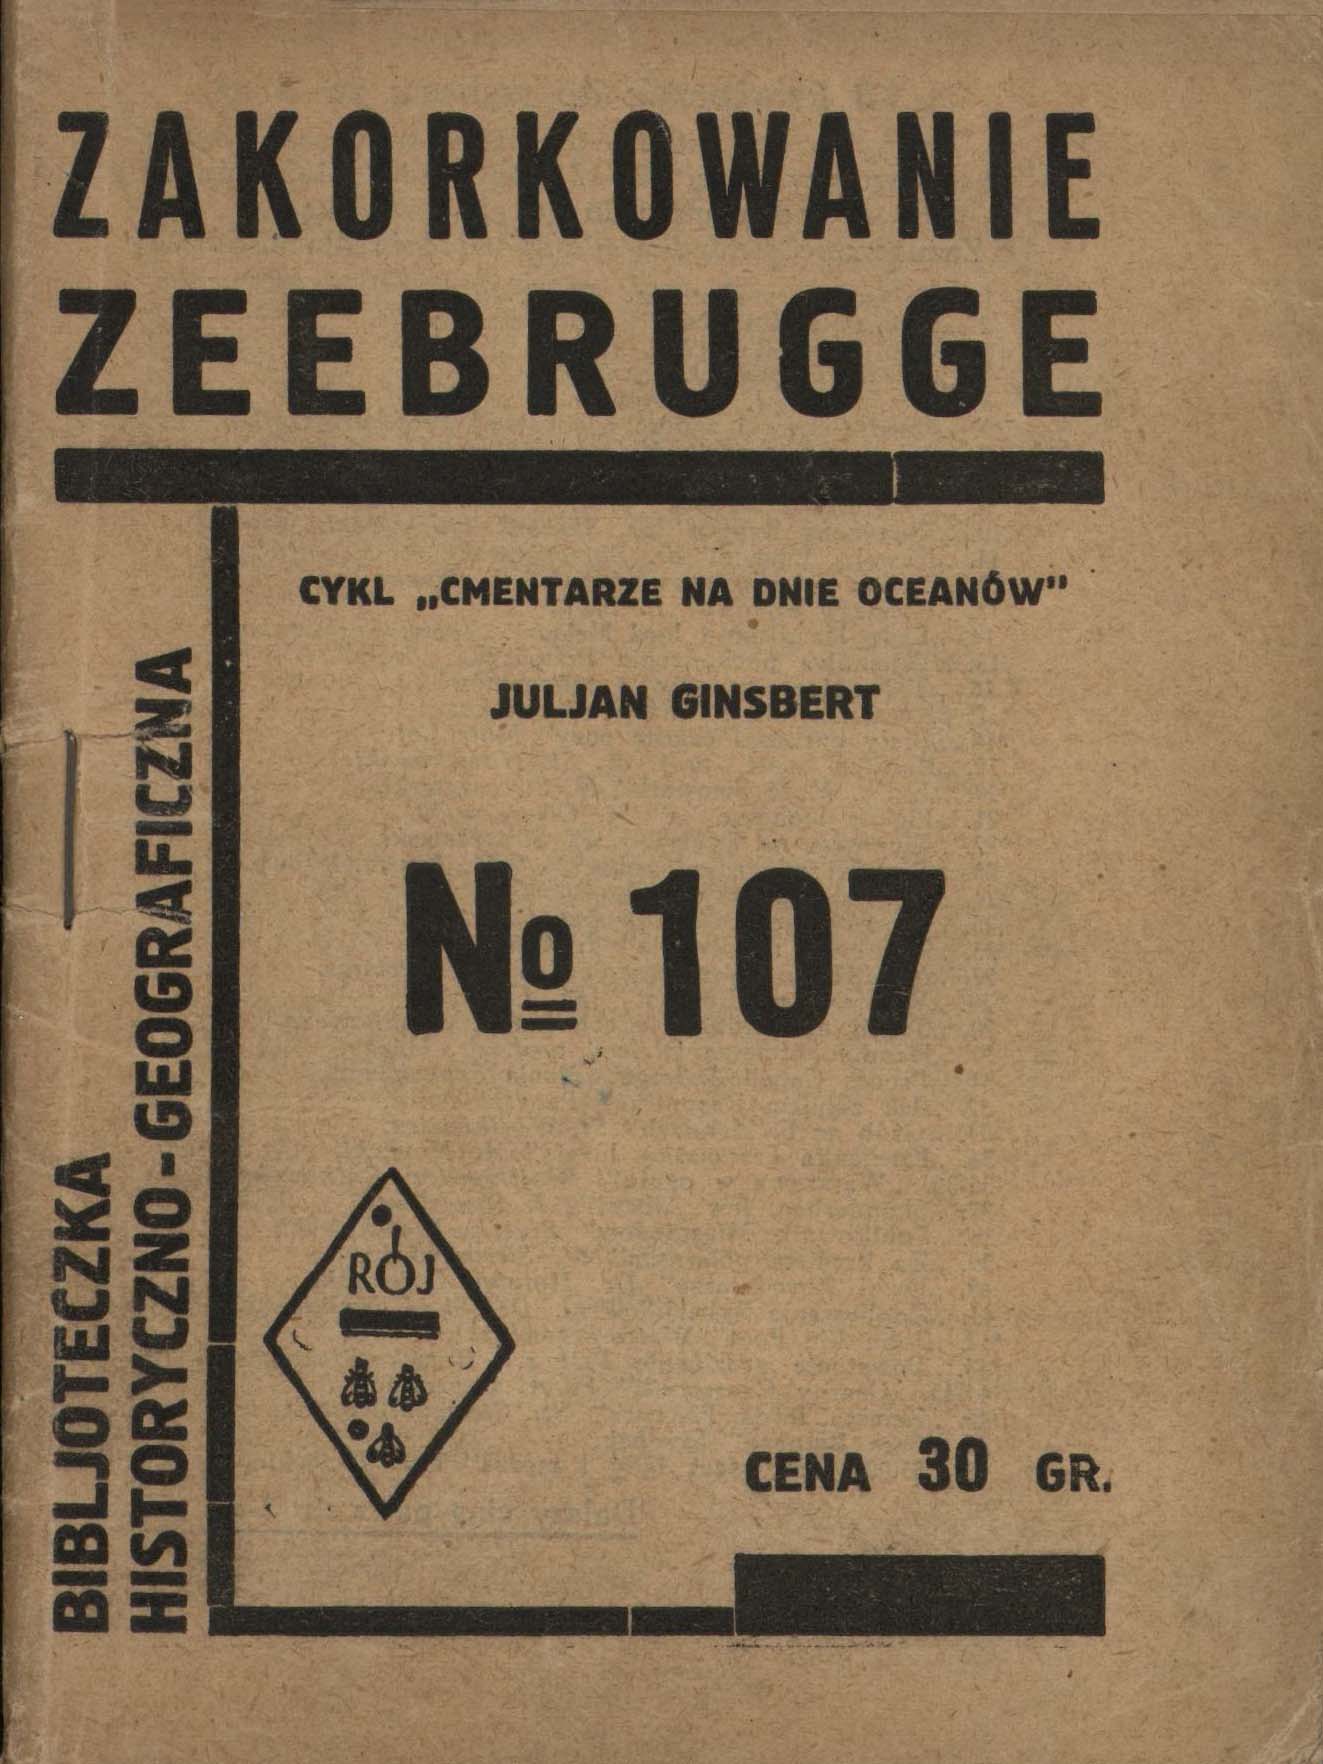 ZAKORKOWANIE
ZEEBRUGGE
CYKL „CMENTARZE NA DNIE OCEANÓW"
JULJAN GINSBERT
№ 107
BIBLJOTECZKA
HISTORYCZNO-GEOGRAFICZNA
RÓJ
CENA 30 GR.